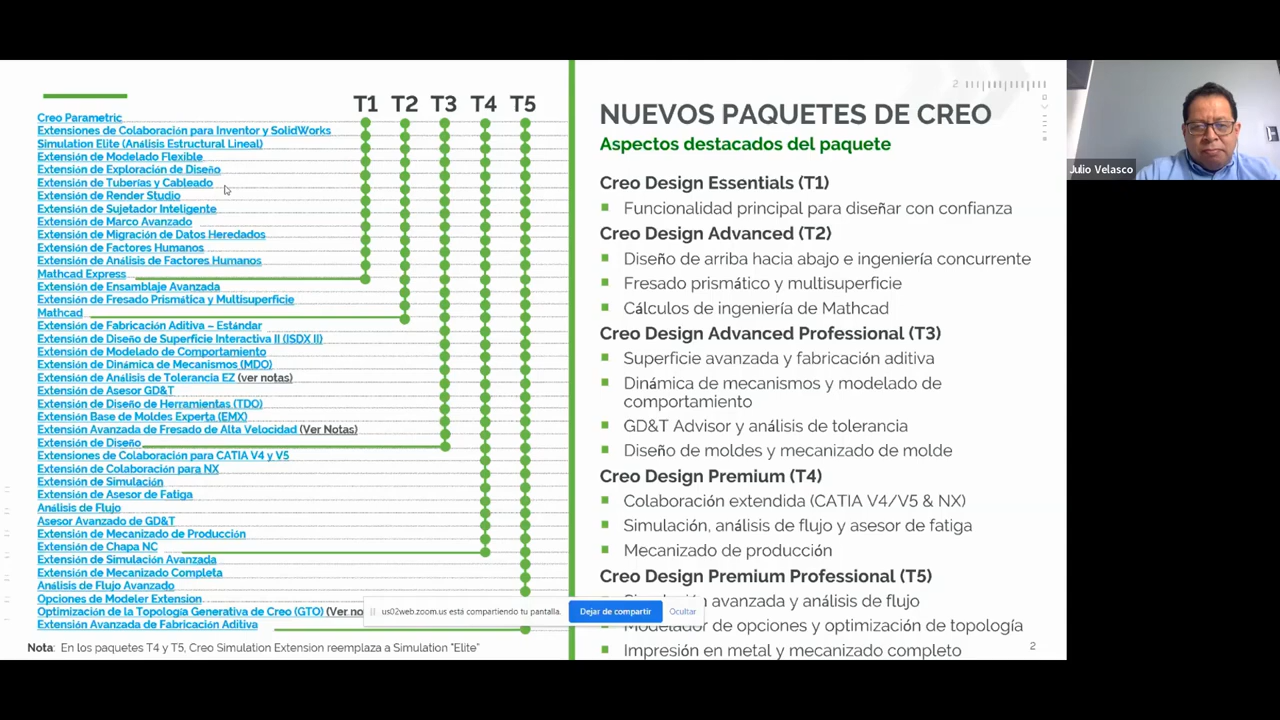 T1 T2 T3 T4 T5
Creo Parametric
Extensiones de Colaboración para Inventor y SolidWorks
Simulation Elite (Análisis Estructural Lineal)
Extensión de Modelado Flexible
Extensión de Exploración de Diseño
Extensión de Tuberías y Cableado
Extensión de Render Studio
Extensión de Sujetador Inteligente
Extensión de Marco Avanzado
Extensión de Migración de Datos Heredados
Extensión de Factores Humanos
Extensión de Análisis de Factores Humanos
Mathcad Express
Extensión de Ensamblaje Avanzada
Extensión de Fresado Prismática y Multisuperficie
Mathcad
Extensión de Fabricación Aditiva – Estándar
Extensión de Diseño de Superficie Interactiva II (ISDX II)
Extensión de Modelado de Comportamiento
Extensión de Dinámica de Mecanismos (MDO)
Extensión de Análisis de Tolerancia EZ (ver notas)
Extensión de Asesor GD&T
Extensión de Diseño de Herramientas (TDO)
Extensión Base de Moldes Experta (EMX)
Extensión Avanzada de Fresado de Alta Velocidad (Ver Notas)
Extensión de Diseño
Extensiones de Colaboración para CATIA V4 y V5
Extensión de Colaboración para NX
Extensión de Simulación
Extensión de Asesor de Fatiga
Análisis de Flujo
Asesor Avanzado de GD&T
Extensión de Mecanizado de Producción
Extensión de Chapa NC
Extensión de Simulación Avanzada
Extensión de Mecanizado Completa
Análisis de Flujo Avanzado
Opciones de Modeler Extension
Optimización de la Topología Generativa de Creo (GTO) (Ver no
Extensión Avanzada de Fabricación Aditiva
Nota: En los paquetes T4 y T5, Creo Simulation Extension reemplaza a Simulation "Elite"
2
NUEVOS PAQUETES DE CREO
Aspectos destacados del paquete
Creo Design Essentials (T1)
Funcionalidad principal para diseñar con confianza
Creo Design Advanced (T2)
Diseño de arriba hacia abajo e ingeniería concurrente
Fresado prismático y multisuperficie
Cálculos de ingeniería de Mathcad
Creo Design Advanced Professional (T3)
Superficie avanzada y fabricación aditiva
Dinámica de mecanismos y modelado de
comportamiento
GD&T Advisor y análisis de tolerancia
Diseño de moldes y mecanizado de molde
Creo Design Premium (T4)
Colaboración extendida (CATIA V4/V5 & NX)
Simulación, análisis de flujo y asesor de fatiga
Mecanizado de producción
Creo Design Premium Professional (T5)
Simulación avanzada y análisis de flujo
Modelador de opciones y optimización de topología
Impresión en metal y mecanizado completo
2
us02web.zoom.us está compartiendo tu pantalla.
Dejar de compartir
Ocultar
Julio Velasco